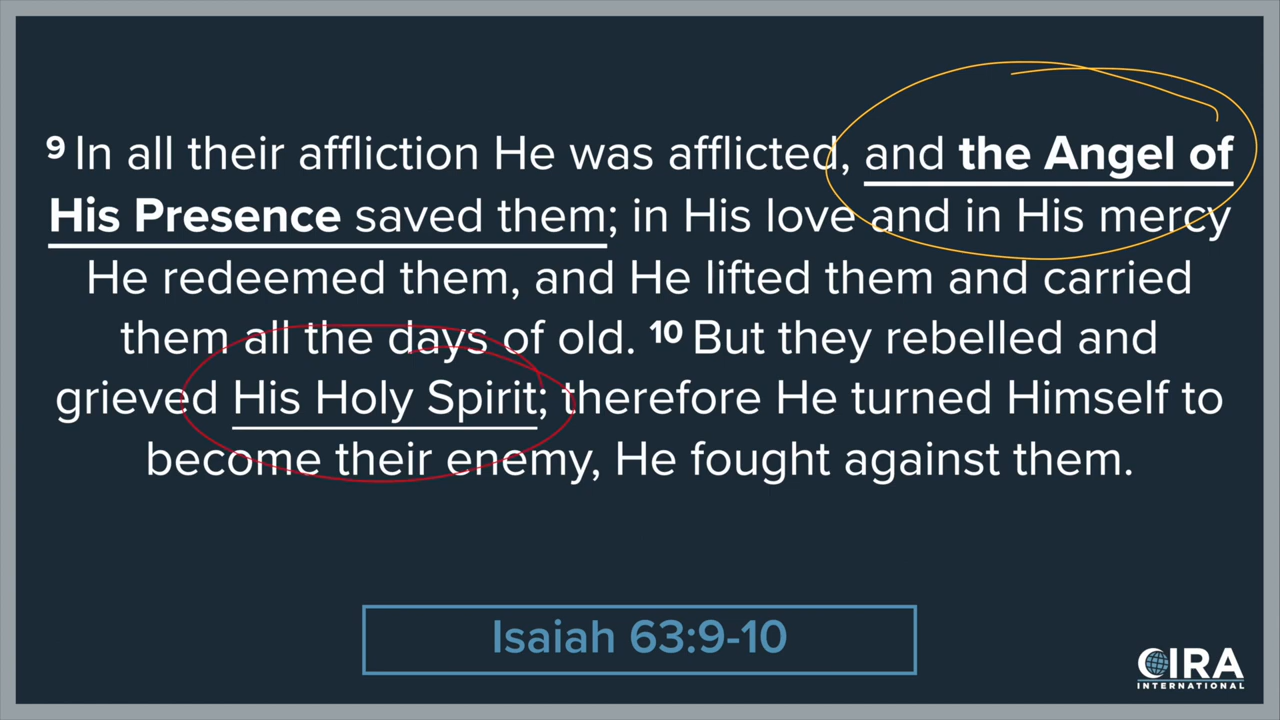 9 In all their affliction He was afflicted, and the Angel of
His Presence saved them; in His love and in His mercy
He redeemed them, and He lifted them and carried
them all the days of old. 10 But they rebelled and
grieved His Holy Spirit; therefore He turned Himself to
become their enemy, He fought against them.
Isaiah 63:9-10
CIRA
INTERNATIONAL